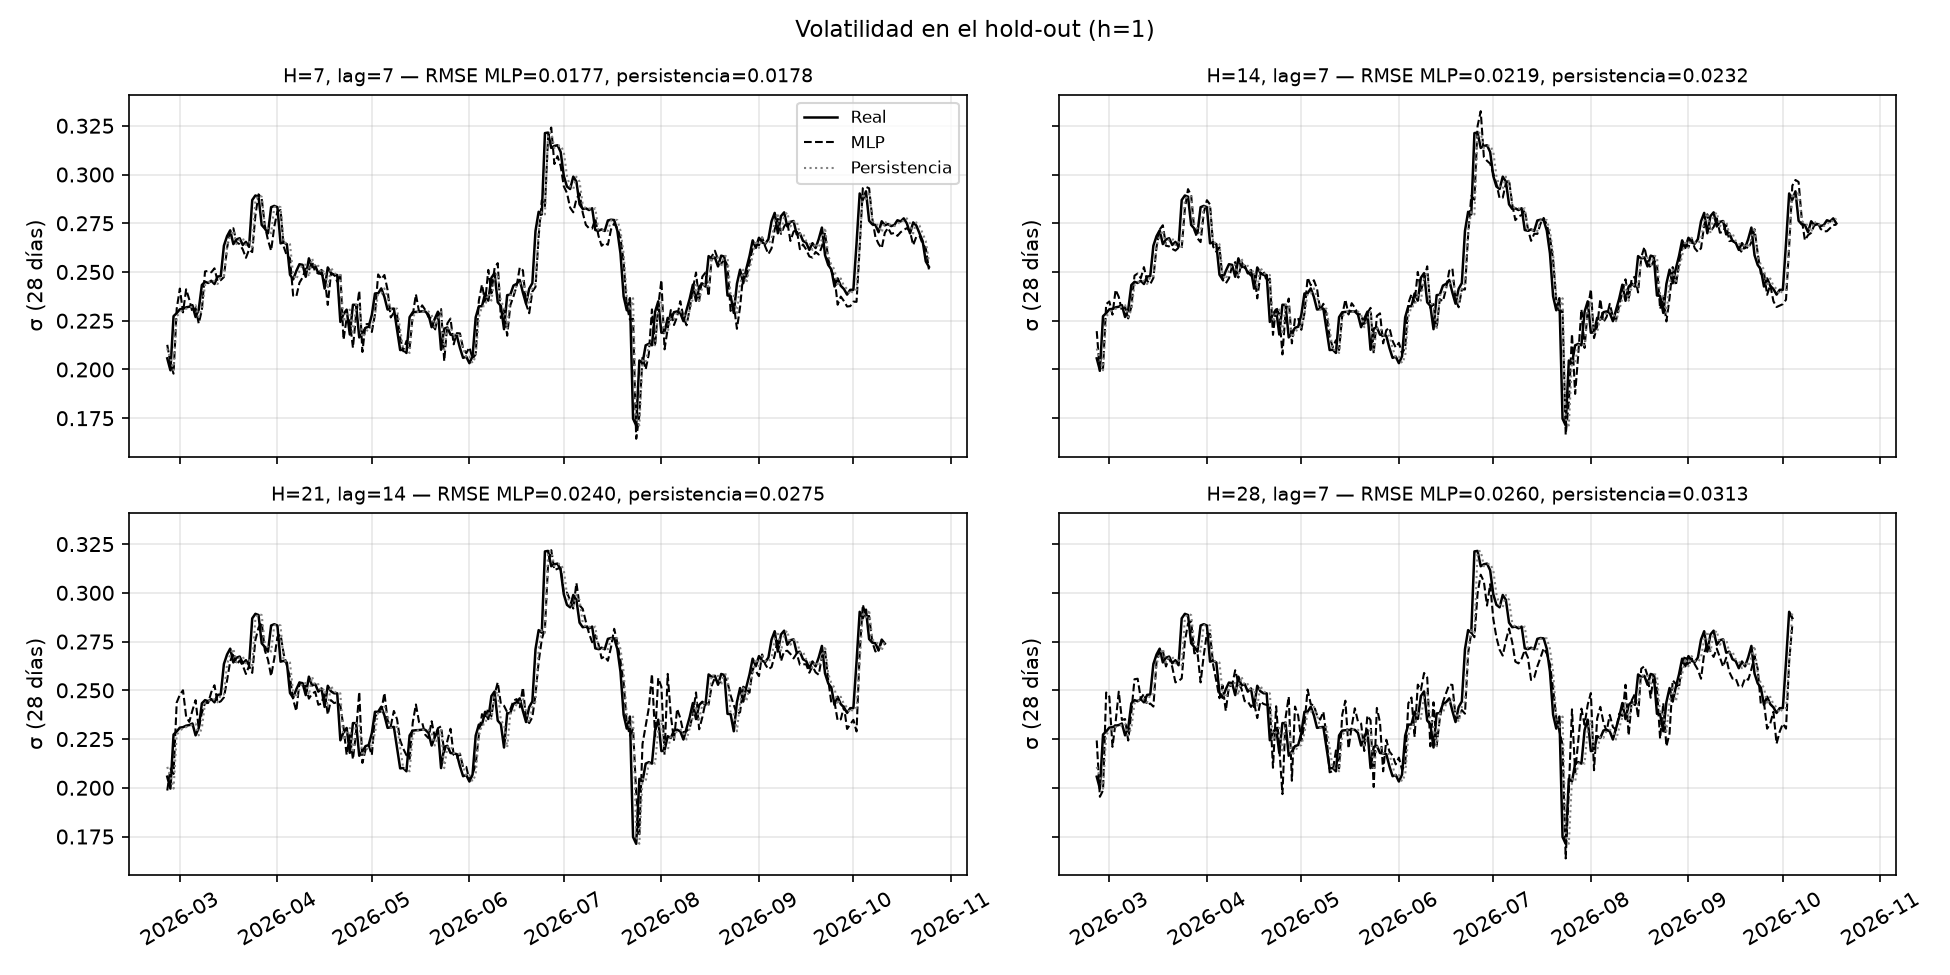 Volatilidad en el hold-out (h=1)
H=7, lag=7 — RMSE MLP=0.0177, persistencia=0.0178
σ (28 días)
0.325
0.300
0.275
0.250
0.225
0.200
0.175
Real
MLP
Persistencia
H=14, lag=7 — RMSE MLP=0.0219, persistencia=0.0232
σ (28 días)
H=21, lag=14 — RMSE MLP=0.0240, persistencia=0.0275
σ (28 días)
0.325
0.300
0.275
0.250
0.225
0.200
0.175
2026-03 2026-04 2026-05 2026-06 2026-07 2026-08 2026-09 2026-10 2026-11
H=28, lag=7 — RMSE MLP=0.0260, persistencia=0.0313
σ (28 días)
2026-03 2026-04 2026-05 2026-06 2026-07 2026-08 2026-09 2026-10 2026-11